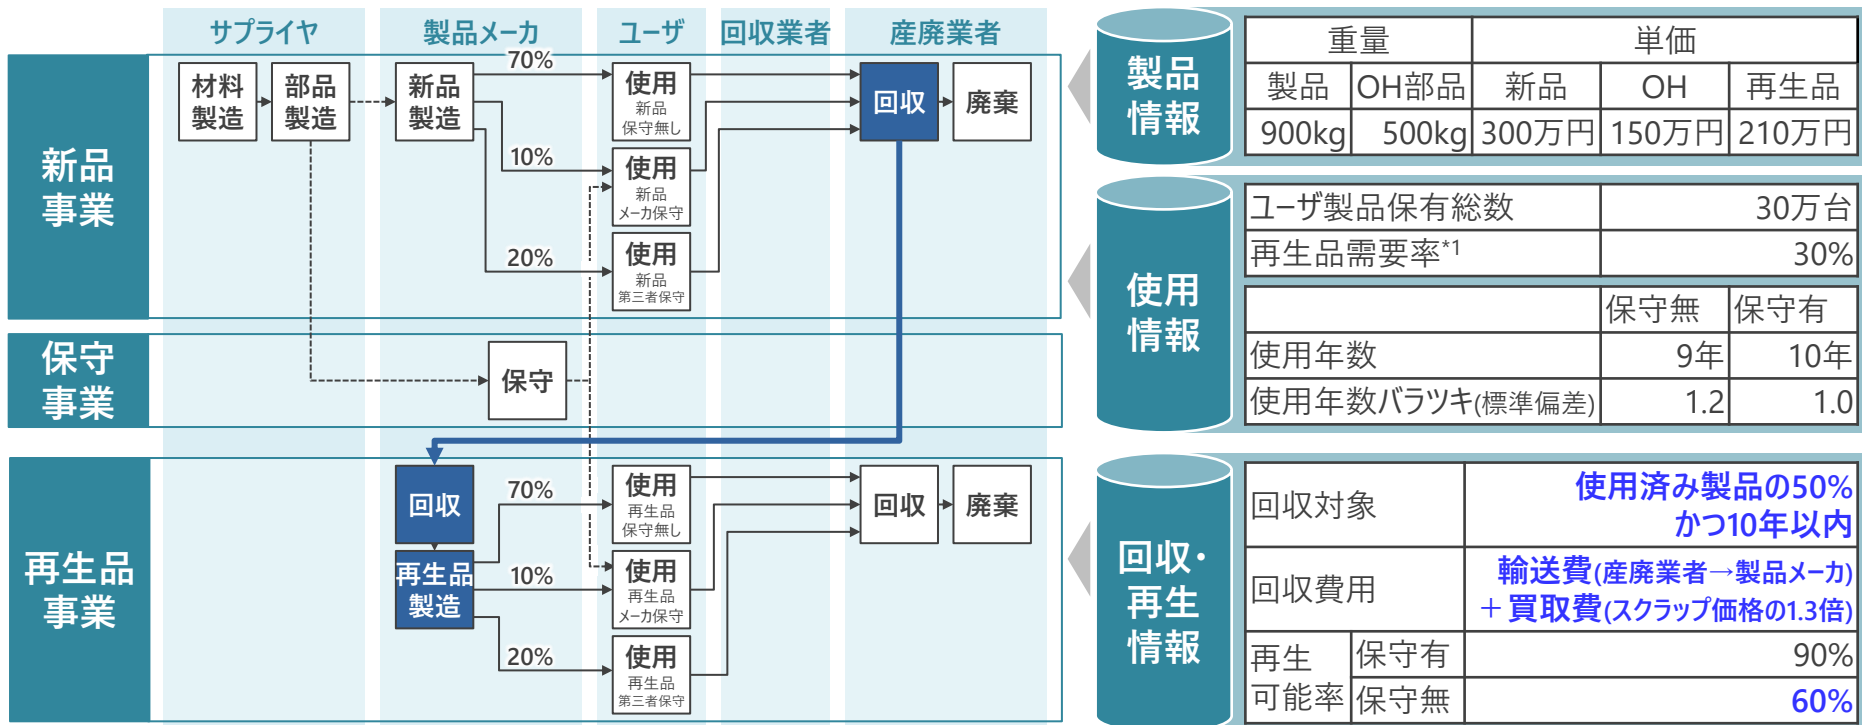 サプライヤ
製品メーカ
ユーザ
回収業者
産廃業者
新品
事業
材料
製造
部品
製造
新品
製造
70%
10%
20%
使用
新品
保守無し
使用
新品
メーカ保守
使用
新品
第三者保守
回収
廃棄
保守
事業
保守
再生品
事業
回収
再生品
製造
70%
10%
20%
使用
再生品
保守無し
使用
再生品
メーカ保守
使用
再生品
第三者保守
回収
廃棄
製品
情報
重量 単価
製品 OH部品 新品 OH 再生品
900kg 500kg 300万円 150万円 210万円
使用
情報
ユーザ製品保有総数 30万台
再生品需要率*1 30%
保守無 保守有
使用年数 9年 10年
使用年数バラツキ(標準偏差) 1.2 1.0
回収・
再生
情報
回収対象
使用済み製品の50%
かつ10年以内
回収費用
輸送費(産廃業者→製品メーカ)
＋買取費(スクラップ価格の1.3倍)
再生
可能率
保守有 90%
保守無 60%